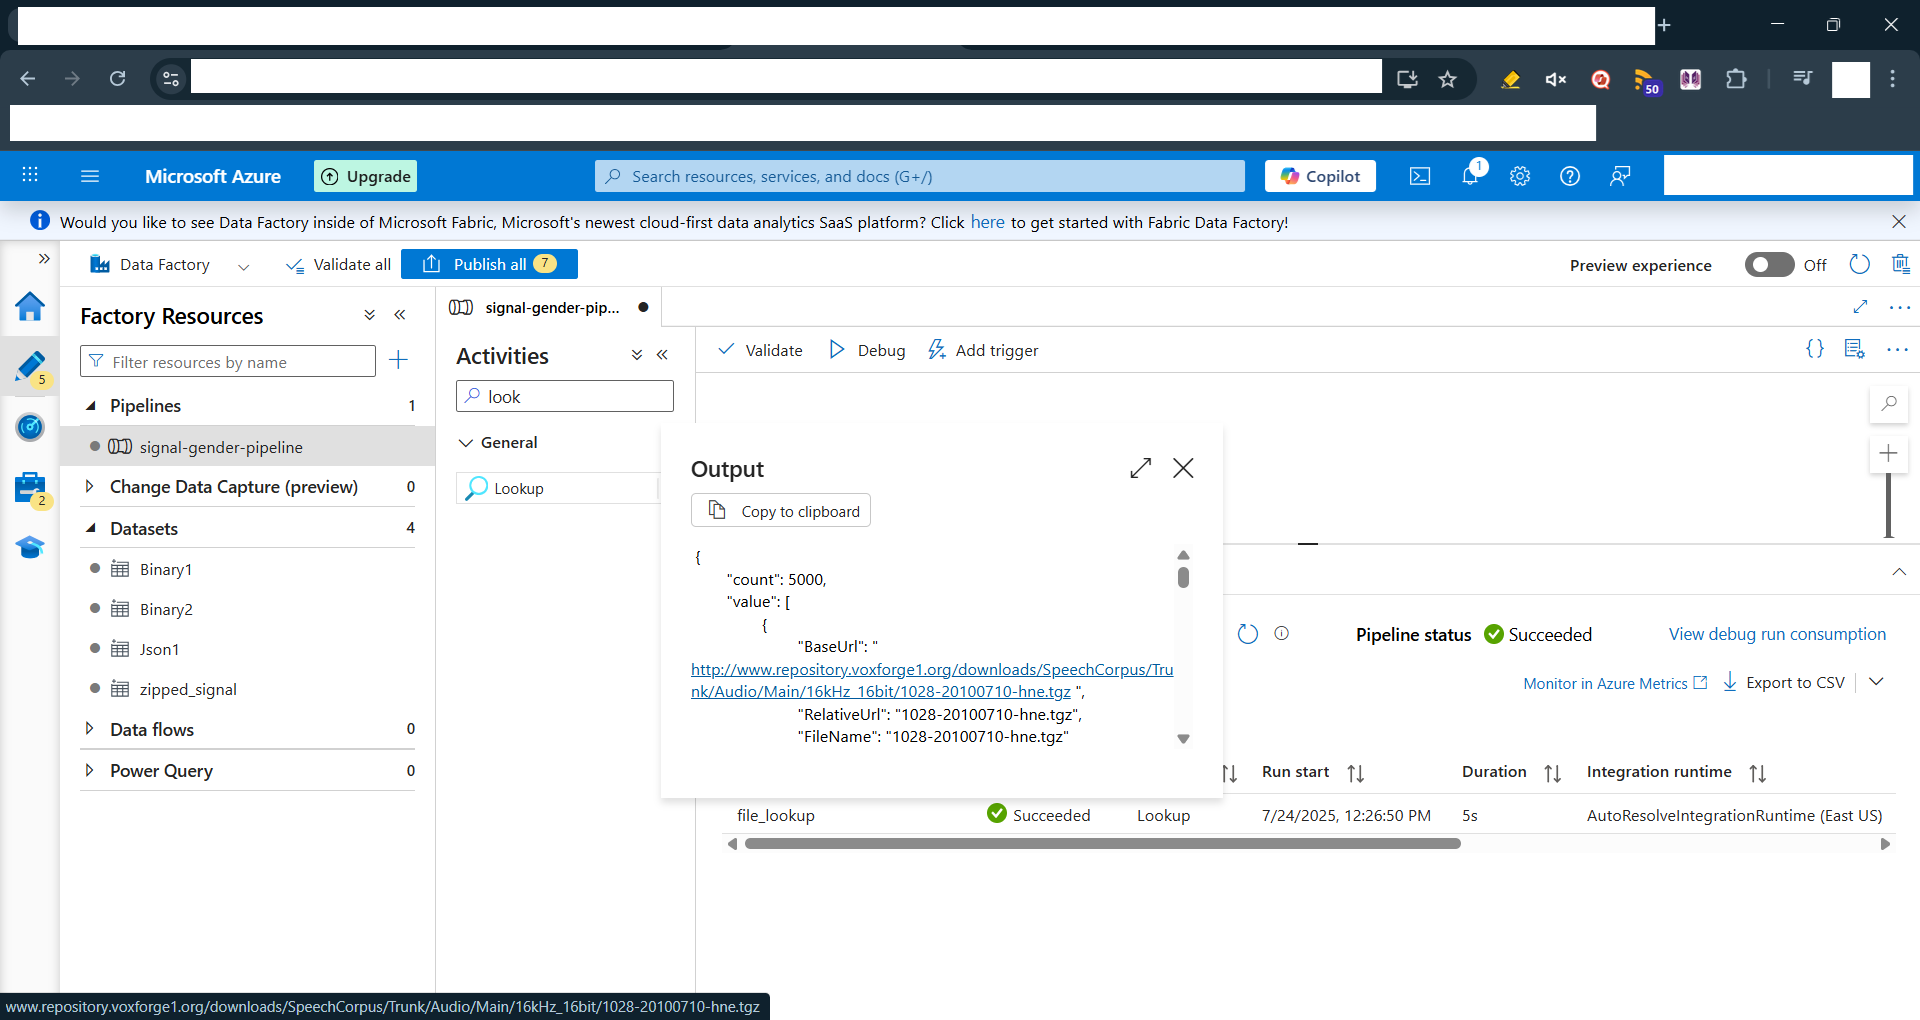 50
Microsoft Azure
Upgrade
Search resources, services, and docs (G+/)
Copilot
1
Would you like to see Data Factory inside of Microsoft Fabric, Microsoft's newest cloud-first data analytics SaaS platform? Click here to get started with Fabric Data Factory!
Data Factory
Validate all
Publish all 7
Preview experience
Off
5
2
Factory Resources
Filter resources by name
Pipelines 1
signal-gender-pipeline
Change Data Capture (preview) 0
Datasets 4
Binary1
Binary2
Json1
zipped_signal
Data flows 0
Power Query 0
signal-gender-pip...
Activities
look
General
Lookup
Validate
Debug
Add trigger
{}
Output
Copy to clipboard
{
"count": 5000,
"value": [
{
"BaseUrl": "
http://www.repository.voxforge1.org/downloads/SpeechCorpus/Tru
nk/Audio/Main/16kHz_16bit/1028-20100710-hne.tgz ",
"RelativeUrl": "1028-20100710-hne.tgz",
"FileName": "1028-20100710-hne.tgz"
Pipeline status Succeeded
View debug run consumption
Monitor in Azure Metrics
Export to CSV
Run start
Duration
Integration runtime
file_lookup Succeeded Lookup 7/24/2025, 12:26:50 PM 5s AutoResolveIntegrationRuntime (East US)
www.repository.voxforge1.org/downloads/SpeechCorpus/Trunk/Audio/Main/16kHz_16bit/1028-20100710-hne.tgz